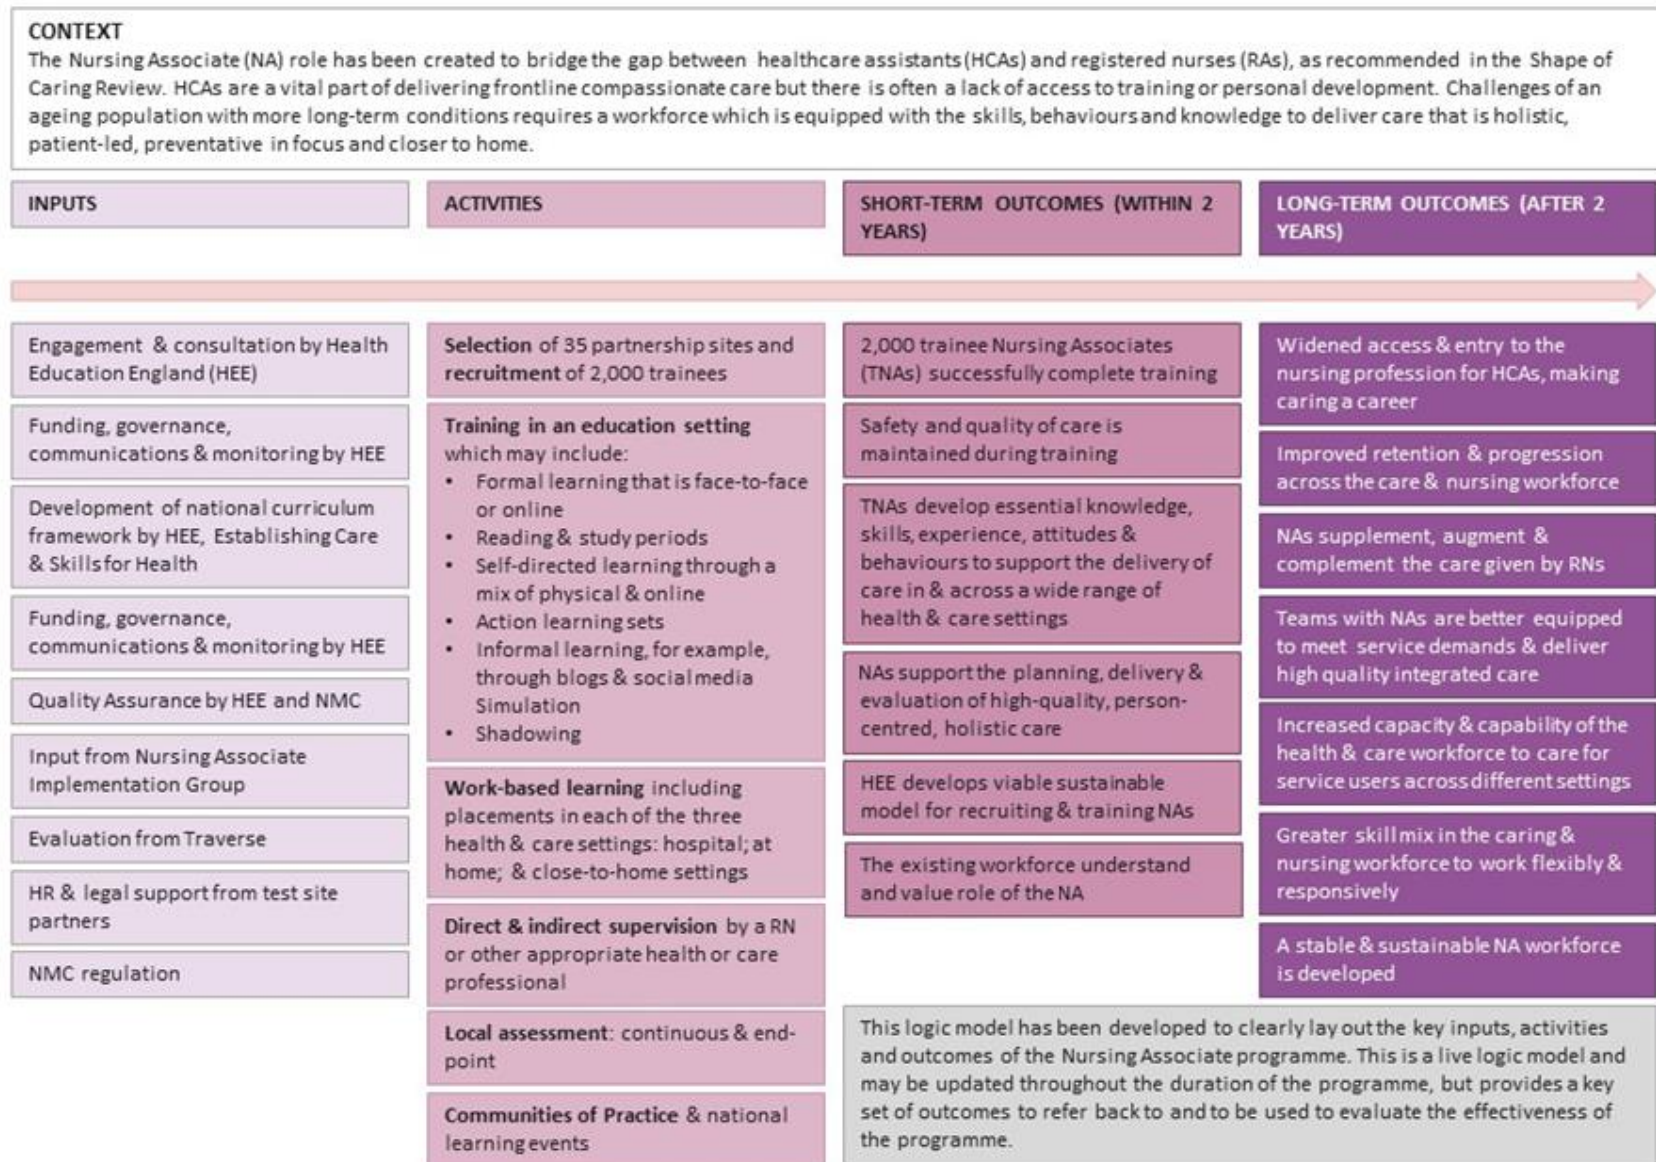 CONTEXT
The Nursing Associate (NA) role has been created to bridge the gap between healthcare assistants (HCAs) and registered nurses (RAs), as recommended in the Shape of
Caring Review. HCAs are a vital part of delivering frontline compassionate care but there is often a lack of access to training or personal development. Challenges of an
ageing population with more long-term conditions requires a workforce which is equipped with the skills, behaviours and knowledge to deliver care that is holistic,
patient-led, preventative in focus and closer to home.
INPUTS
Engagement & consultation by Health
Education England (HEE)
Funding, governance,
communications & monitoring by HEE
Development of national curriculum
framework by HEE, Establishing Care
& Skills for Health
Funding, governance,
communications & monitoring by HEE
Quality Assurance by HEE and NMC
Input from Nursing Associate
Implementation Group
Evaluation from Traverse
HR & legal support from test site
partners
NMC regulation
ACTIVITIES
Selection of 35 partnership sites and
recruitment of 2,000 trainees
Training in an education setting
which may include:
• Formal learning that is face-to-face
or online
• Reading & study periods
• Self-directed learning through a
mix of physical & online
• Action learning sets
• Informal learning, for example,
through blogs & social media
Simulation
• Shadowing
Work-based learning including
placements in each of the three
health & care settings: hospital; at
home; & close-to-home settings
Direct & indirect supervision by a RN
or other appropriate health or care
professional
Local assessment: continuous & end-
point
Communities of Practice & national
learning events
SHORT-TERM OUTCOMES (WITHIN 2
YEARS)
2,000 trainee Nursing Associates
(TNAs) successfully complete training
Safety and quality of care is
maintained during training
TNAs develop essential knowledge,
skills, experience, attitudes &
behaviours to support the delivery of
care in & across a wide range of
health & care settings
NAs support the planning, delivery &
evaluation of high-quality, person-
centred, holistic care
HEE develops viable sustainable
model for recruiting & training NAs
The existing workforce understand
and value role of the NA
LONG-TERM OUTCOMES (AFTER 2
YEARS)
Widened access & entry to the
nursing profession for HCAs, making
caring a career
Improved retention & progression
across the care & nursing workforce
NAs supplement, augment &
complement the care given by RNs
Teams with NAs are better equipped
to meet service demands & deliver
high quality integrated care
Increased capacity & capability of the
health & care workforce to care for
service users across different settings
Greater skill mix in the caring &
nursing workforce to work flexibly &
responsively
A stable & sustainable NA workforce
is developed
This logic model has been developed to clearly lay out the key inputs, activities
and outcomes of the Nursing Associate programme. This is a live logic model and
may be updated throughout the duration of the programme, but provides a key
set of outcomes to refer back to and to be used to evaluate the effectiveness of
the programme.